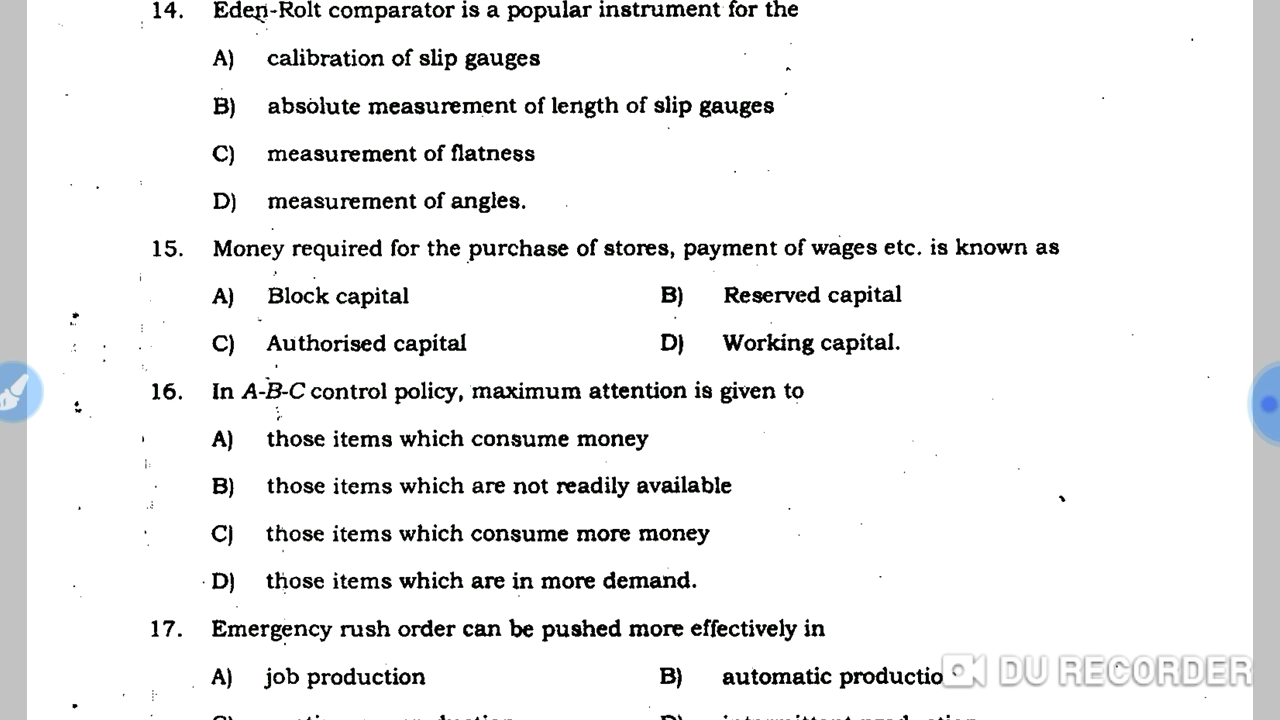 14. Eden-Rolt comparator is a popular instrument for the
A) calibration of slip gauges
B) absolute measurement of length of slip gauges
C) measurement of flatness
D) measurement of angles.
15. Money required for the purchase of stores, payment of wages etc. is known as
A) Block capital B) Reserved capital
C) Authorised capital D) Working capital.
16. In A-B-C control policy, maximum attention is given to
A) those items which consume money
B) those items which are not readily available
C) those items which consume more money
D) those items which are in more demand.
17. Emergency rush order can be pushed more effectively in
A) job production B) automatic productio
DU RECORDER